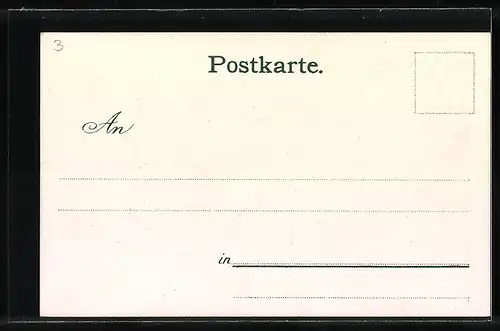 3
Postkarte.
An
in